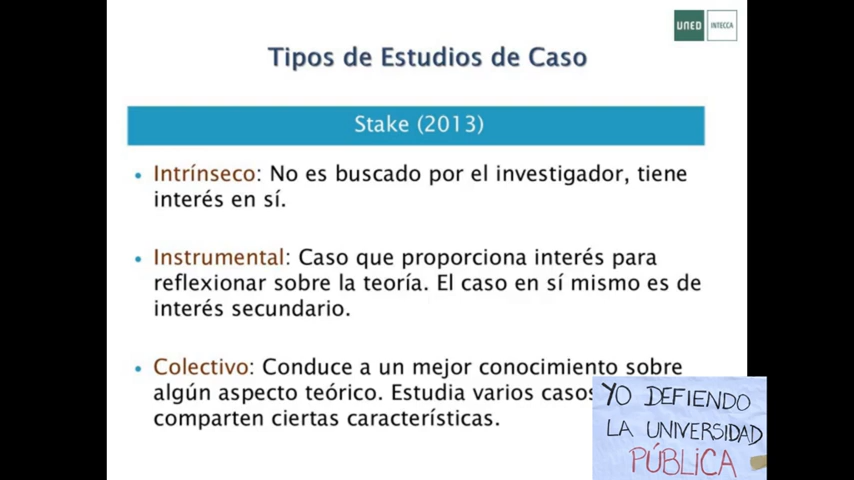 UNED
INTECCA
Tipos de Estudios de Caso
Stake (2013)
• Intrínseco: No es buscado por el investigador, tiene
interés en sí.
• Instrumental: Caso que proporciona interés para
reflexionar sobre la teoría. El caso en sí mismo es de
interés secundario.
• Colectivo: Conduce a un mejor conocimiento sobre
algún aspecto teórico. Estudia varios casos
comparten ciertas características.
YO DEFIENDO
LA UNIVERSIDAD
PÚBLICA